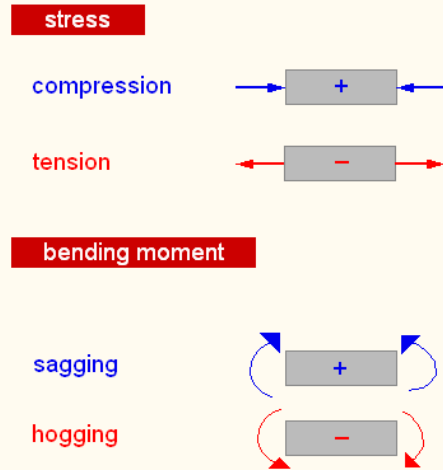 stress
compression +
tension −
bending moment
sagging +
hogging −